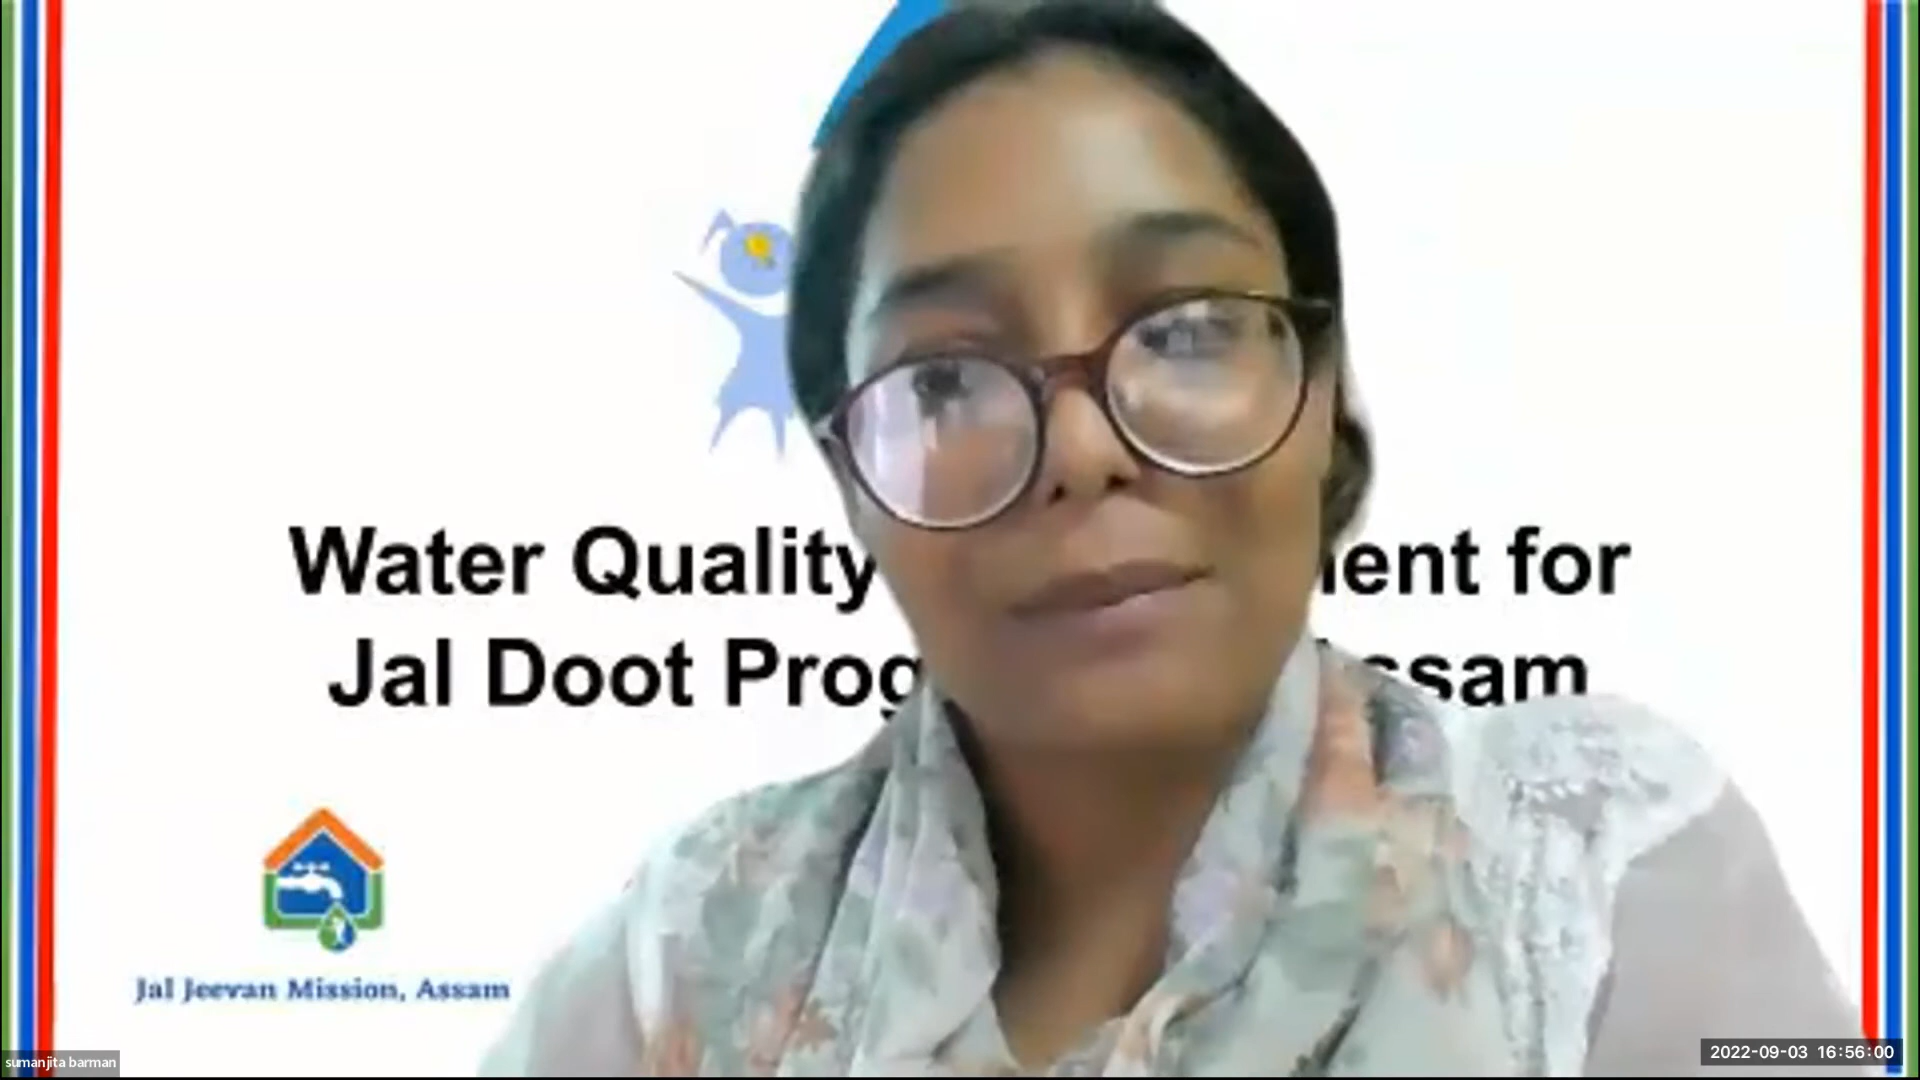 Water Quality ent for
Jal Doot Prog ssam
Jal Jeevan Mission, Assam
sumanjita barman
2022-09-03 16:56:00